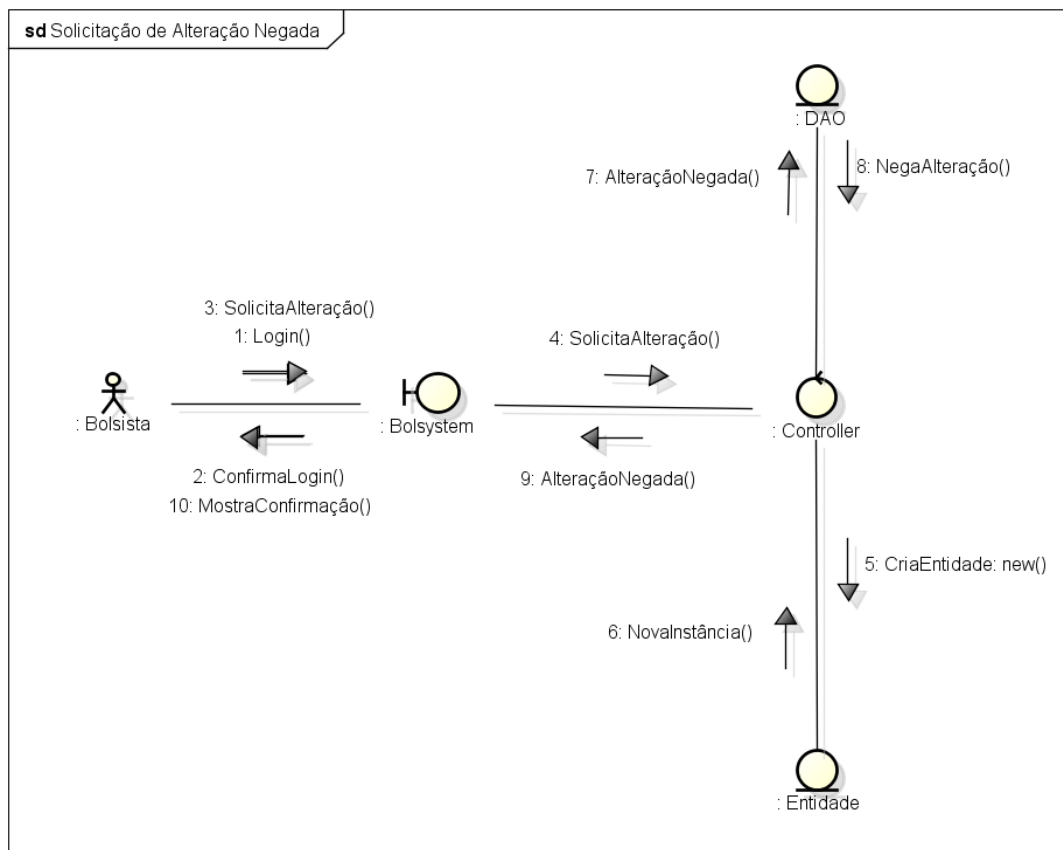 sd Solicitação de Alteração Negada
: DAO
7: AlteraçãoNegada()
8: NegaAlteração()
3: SolicitaAlteração()
1: Login()
4: SolicitaAlteração()
: Bolsista
: Bolsystem
: Controller
2: ConfirmaLogin()
10: MostraConfirmação()
9: AlteraçãoNegada()
5: CriaEntidade: new()
6: NovaInstância()
: Entidade